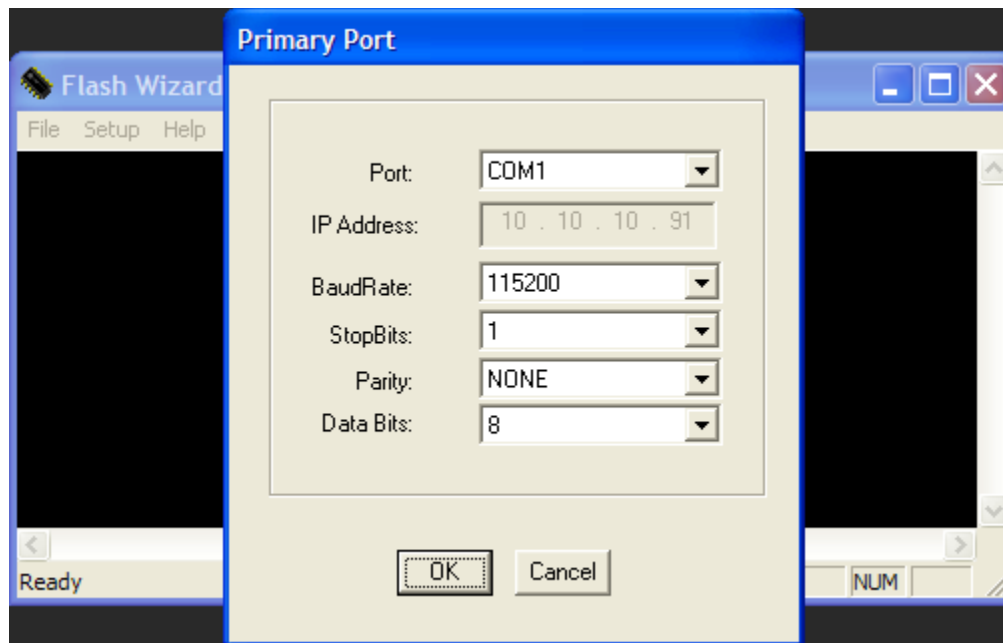 Primary Port
Flash Wizard
File Setup Help
Port: COM1
IP Address: 10 . 10 . 10 . 91
BaudRate: 115200
StopBits: 1
Parity: NONE
Data Bits: 8
OK Cancel
Ready NUM